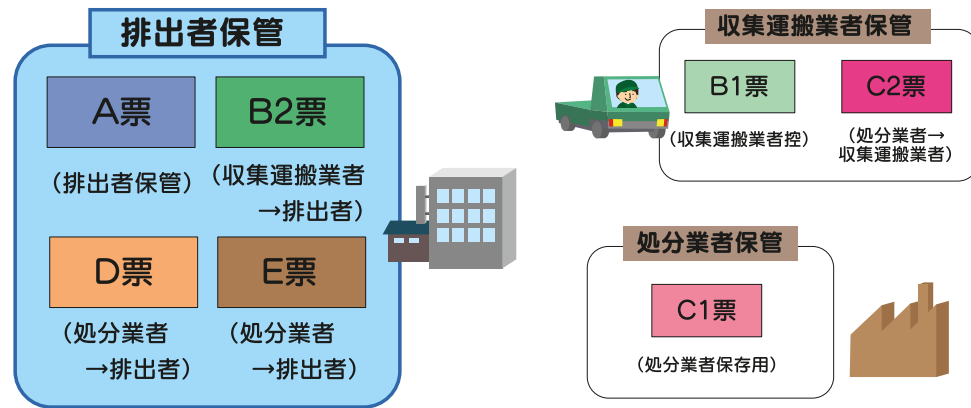 排出者保管
A票
B2票
(排出者保管)
(収集運搬業者
→排出者)
D票
E票
(処分業者
→排出者)
(処分業者
→排出者)
収集運搬業者保管
B1票
C2票
(収集運搬業者控)
(処分業者→
収集運搬業者)
処分業者保管
C1票
(処分業者保存用)